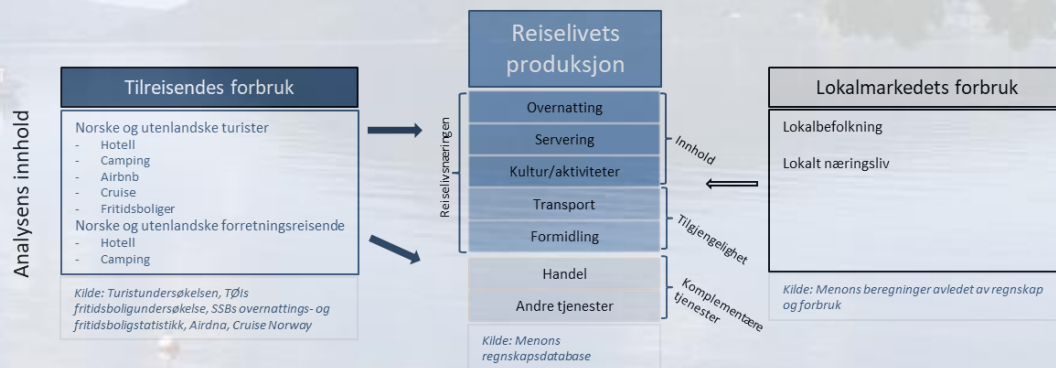 Analysens innhold
Tilreisendes forbruk
Norske og utenlandske turister
- Hotell
- Camping
- Airbnb
- Cruise
- Fritidsboliger
Norske og utenlandske forretningsreisende
- Hotell
- Camping
Kilde: Turistundersøkelsen, TØIs
fritidsboligundersøkelse, SSBs overnattings- og
fritidsboligstatistikk, Airdna, Cruise Norway
Reiselivets
produksjon
Reiselivsnæringen
Overnatting
Servering
Kultur/aktiviteter
Transport
Formidling
Handel
Andre tjenester
Innhold
Tilgjengelighet
Komplementære
tjenester
Kilde: Menons
regnskapsdatabase
Lokalmarkedets forbruk
Lokalbefolkning
Lokalt næringsliv
Kilde: Menons beregninger avledet av regnskap
og forbruk